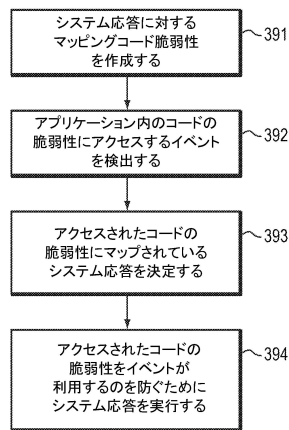 システム応答に対する
マッピングコード脆弱性
を作成する
391
アプリケーション内のコードの
脆弱性にアクセスするイベント
を検出する
392
アクセスされたコードの
脆弱性にマップされている
システム応答を決定する
393
アクセスされたコードの
脆弱性をイベントが
利用するのを防ぐために
システム応答を実行する
394